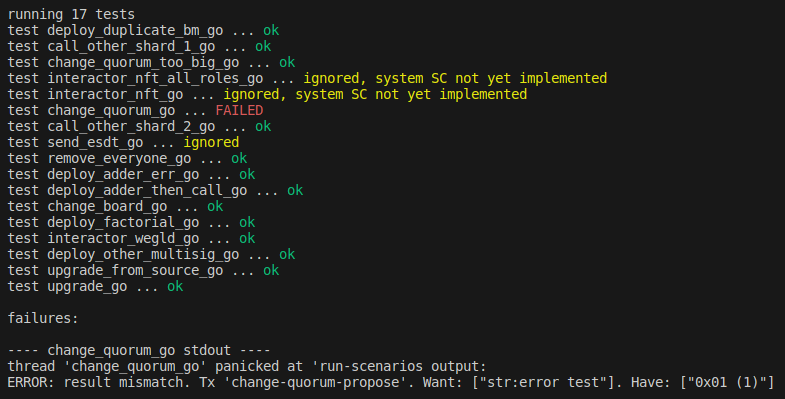 running 17 tests
test deploy_duplicate_bm_go ... ok
test call_other_shard_1_go ... ok
test change_quorum_too_big_go ... ok
test interactor_nft_all_roles_go ... ignored, system SC not yet implemented
test interactor_nft_go ... ignored, system SC not yet implemented
test change_quorum_go ... FAILED
test call_other_shard_2_go ... ok
test send_esdt_go ... ignored
test remove_everyone_go ... ok
test deploy_adder_err_go ... ok
test deploy_adder_then_call_go ... ok
test change_board_go ... ok
test deploy_factorial_go ... ok
test interactor_wegld_go ... ok
test deploy_other_multisig_go ... ok
test upgrade_from_source_go ... ok
test upgrade_go ... ok
failures:
---- change_quorum_go stdout ----
thread 'change_quorum_go' panicked at 'run-scenarios output:
ERROR: result mismatch. Tx 'change-quorum-propose'. Want: ["str:error test"]. Have: ["0x01 (1)"]